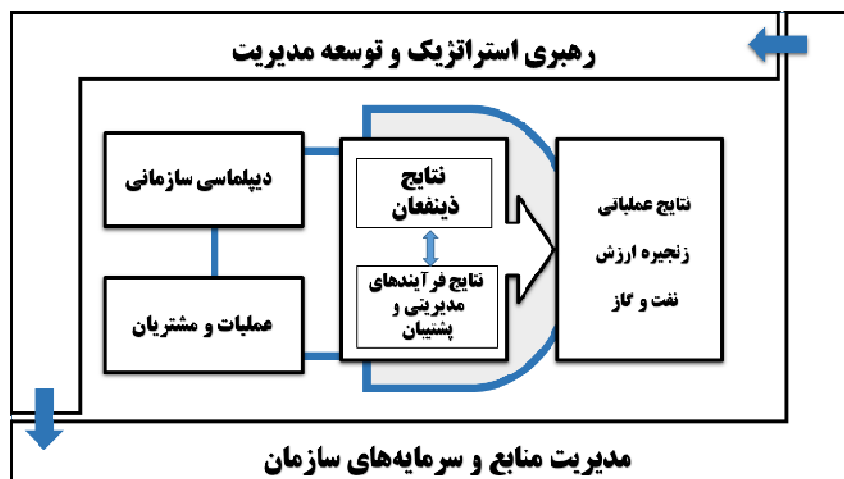 رهبری استراتژیک و توسعه مدیریت
دیپلماسی سازمانی
عملیات و مشتریان
نتایج
ذینفعان
نتایج فرآیندهای
مدیریتی و
پشتیبان
نتایج عملیاتی
زنجیره ارزش
نفت و گاز
مدیریت منابع و سرمایه‌های سازمان